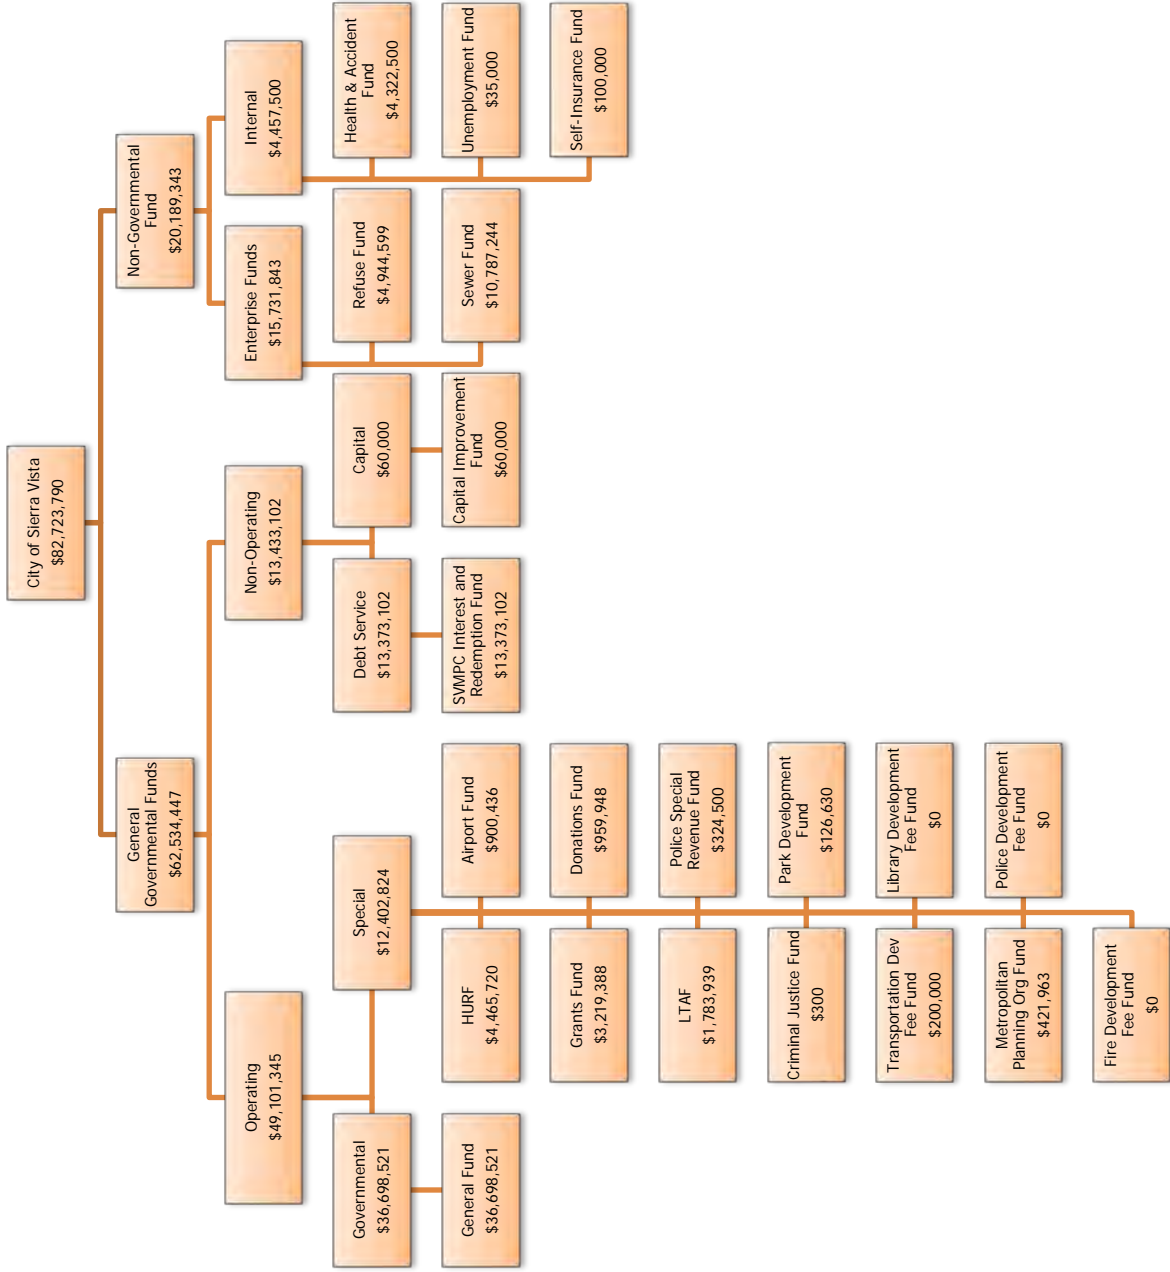 City of Sierra Vista
$82,723,790
General
Governmental Funds
$62,534,447
Non-Governmental
Fund
$20,189,343
Operating
$49,101,345
Non-Operating
$13,433,102
Enterprise Funds
$15,731,843
Internal
$4,457,500
Governmental
$36,698,521
Special
$12,402,824
Debt Service
$13,373,102
Capital
$60,000
Refuse Fund
$4,944,599
Health & Accident
Fund
$4,322,500
General Fund
$36,698,521
HURF
$4,465,720
Airport Fund
$900,436
SVMPC Interest and
Redemption Fund
$13,373,102
Capital Improvement
Fund
$60,000
Sewer Fund
$10,787,244
Unemployment Fund
$35,000
Grants Fund
$3,219,388
Donations Fund
$959,948
Self-Insurance Fund
$100,000
LTAF
$1,783,939
Police Special
Revenue Fund
$324,500
Criminal Justice Fund
$300
Park Development
Fund
$126,630
Transportation Dev
Fee Fund
$200,000
Library Development
Fee Fund
$0
Metropolitan
Planning Org Fund
$421,963
Police Development
Fee Fund
$0
Fire Development
Fee Fund
$0